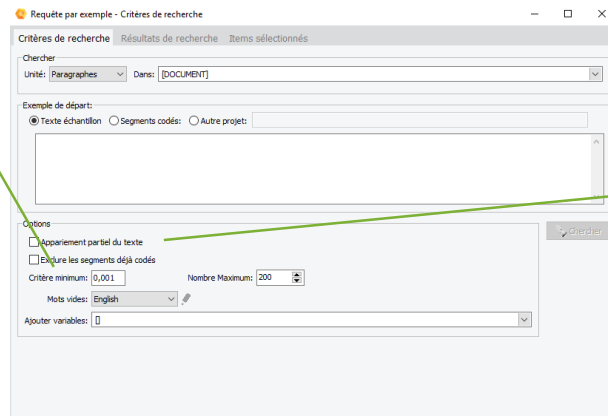 Requête par exemple - Critères de recherche
Critères de recherche Résultats de recherche Items sélectionnés
Chercher
Unité: Paragraphes Dans: [DOCUMENT]
Exemple de départ:
Texte échantillon Segments codés: Autre projet:
Options
Appariement partiel du texte
Chercher
Exclure les segments déjà codés
Critère minimum: 0,001 Nombre Maximum: 200
Mots vides: English
Ajouter variables: []